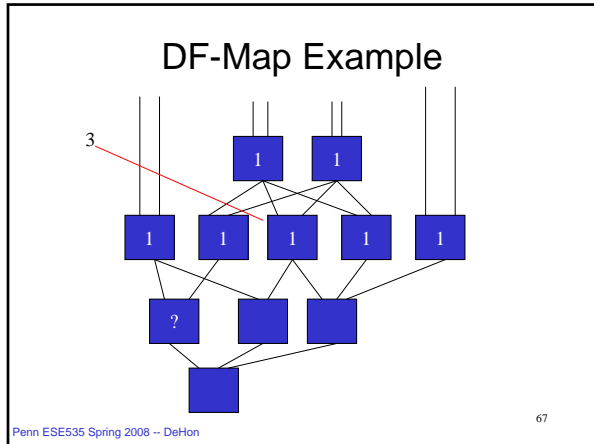 DF-Map Example
3
1 1
1 1 1 1 1
?
Penn ESE535 Spring 2008 -- DeHon
67